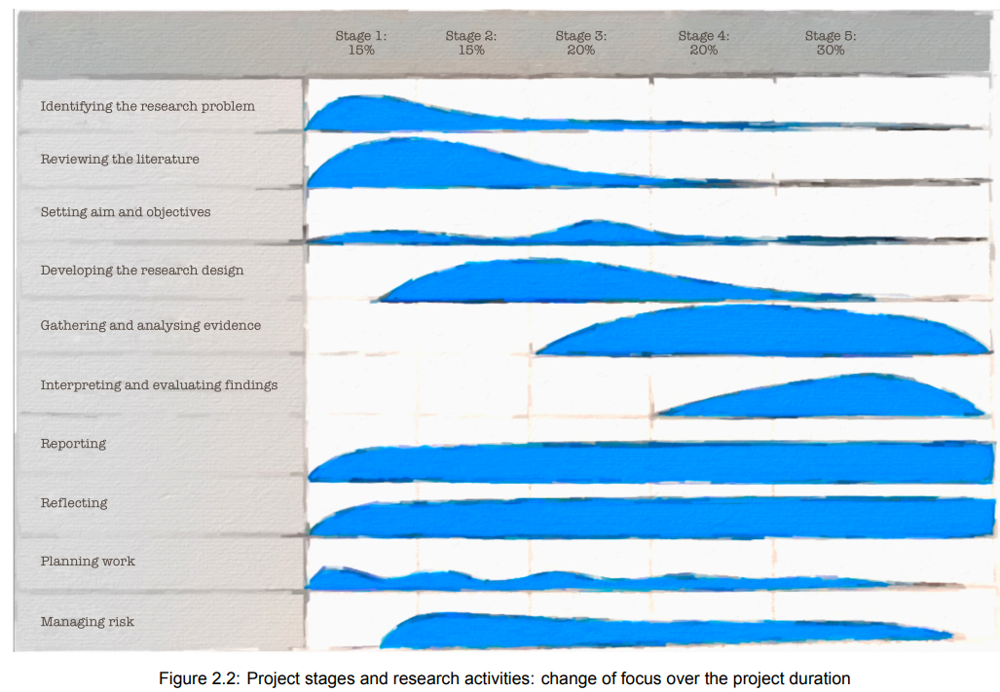 Stage 1: Stage 2: Stage 3: Stage 4: Stage 5:
15% 15% 20% 20% 30%
Identifying the research problem
Reviewing the literature
Setting aim and objectives
Developing the research design
Gathering and analysing evidence
Interpreting and evaluating findings
Reporting
Reflecting
Planning work
Managing risk
Figure 2.2: Project stages and research activities: change of focus over the project duration